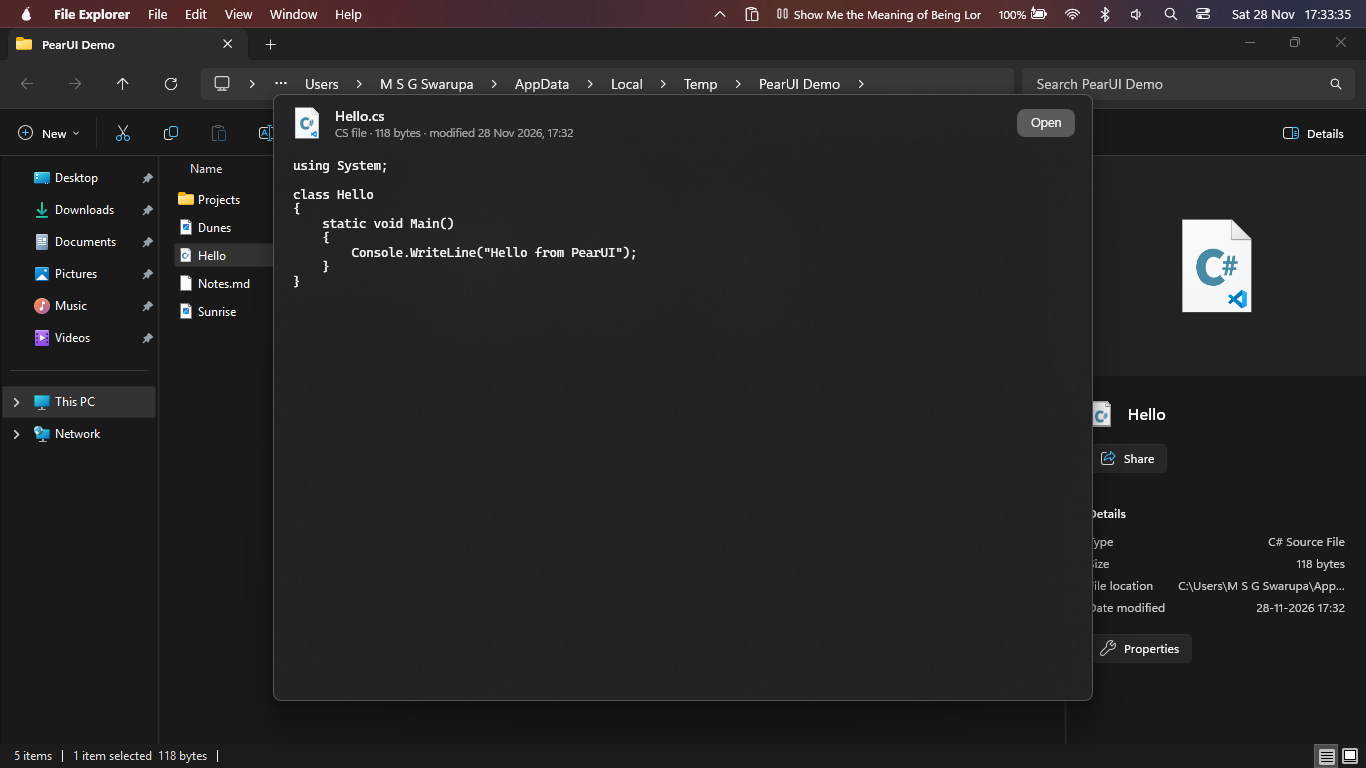 File Explorer File Edit View Window Help Show Me the Meaning of Being Lor 100% Sat 28 Nov 17:33:35
PearUI Demo
Users M S G Swarupa AppData Local Temp PearUI Demo Search PearUI Demo
New Details
Hello.cs
CS file · 118 bytes · modified 28 Nov 2026, 17:32
Open
using System;
class Hello
{
    static void Main()
    {
        Console.WriteLine("Hello from PearUI");
    }
}
Desktop
Downloads
Documents
Pictures
Music
Videos
This PC
Network
Name
Projects
Dunes
Hello
Notes.md
Sunrise
C#
Hello
Share
Details
ype C# Source File
ize 118 bytes
ile location C:\Users\M S G Swarupa\App...
Date modified 28-11-2026 17:32
Properties
5 items 1 item selected 118 bytes